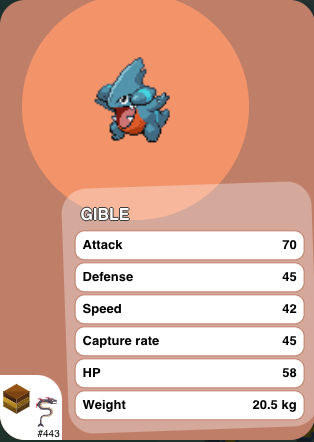 GIBLE
Attack 70
Defense 45
Speed 42
Capture rate 45
HP 58
Weight 20.5 kg
#443